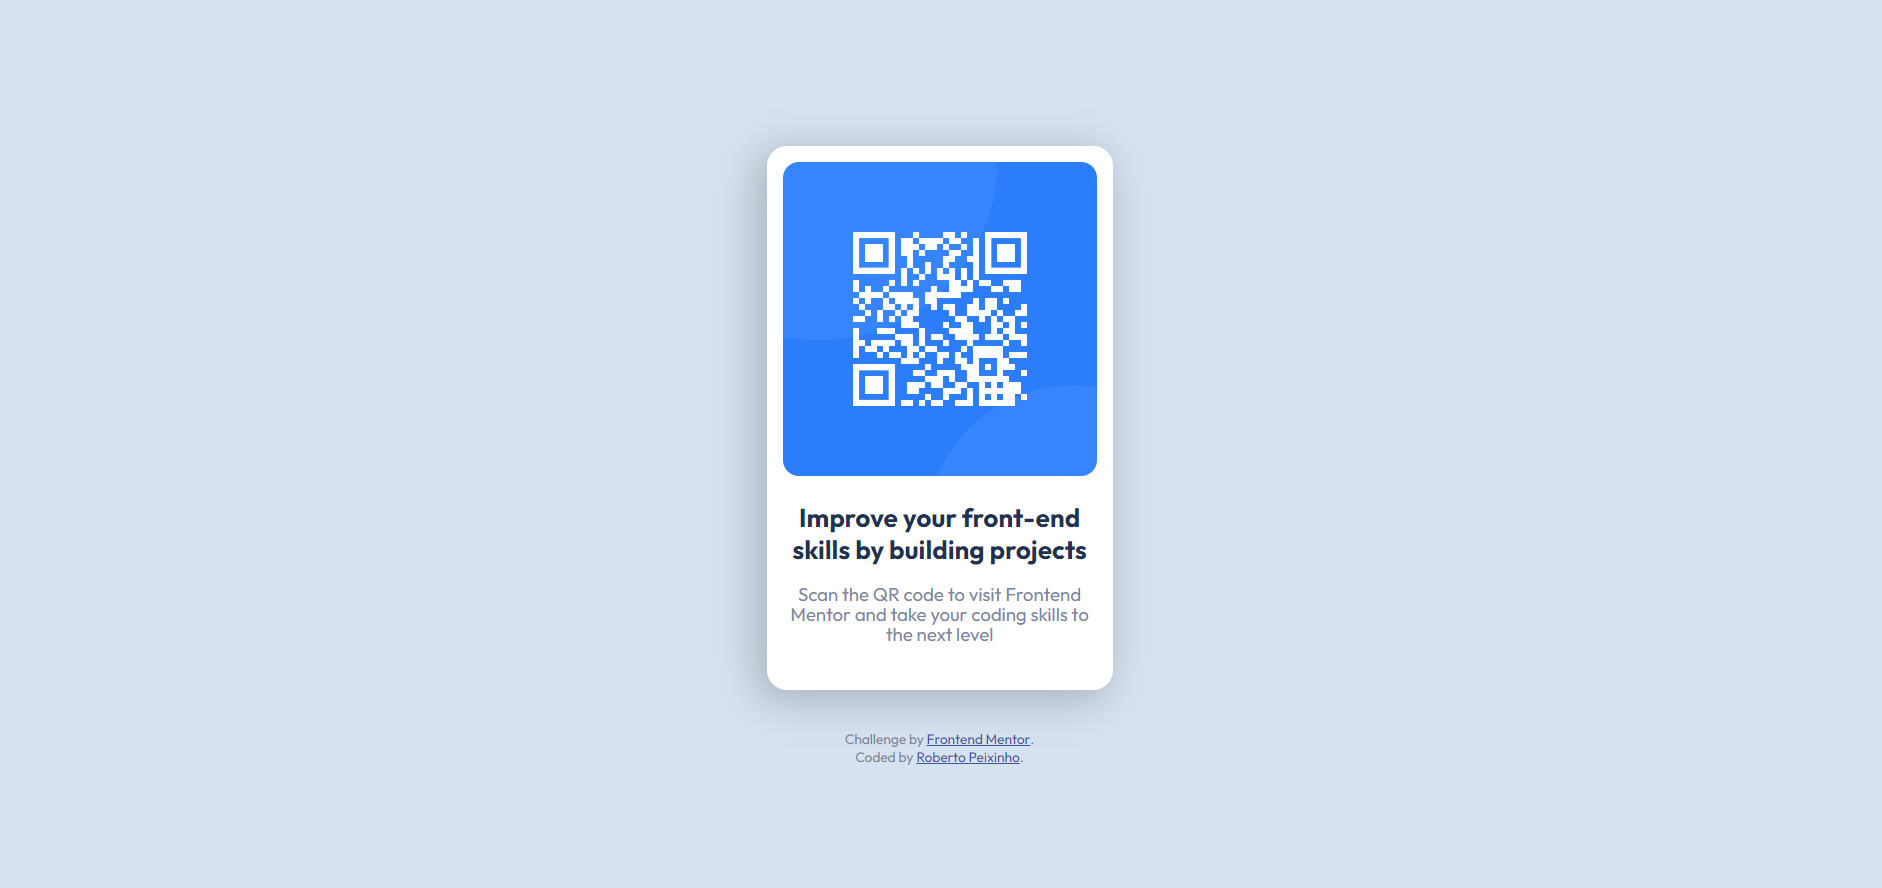 Improve your front-end
skills by building projects
Scan the QR code to visit Frontend
Mentor and take your coding skills to
the next level
Challenge by Frontend Mentor.
Coded by Roberto Peixinho.